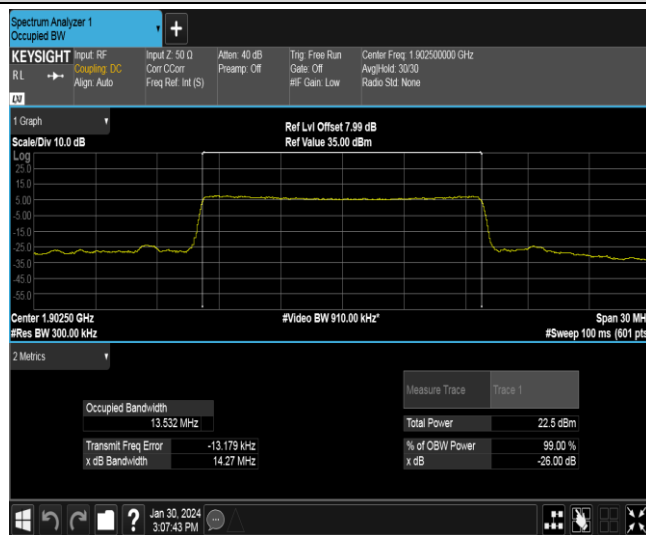 Spectrum Analyzer 1
Occupied BW
+
KEYSIGHT Input: RF Input Z: 50 Ω Atten: 40 dB Trig: Free Run Center Freq: 1.902500000 GHz
RL Coupling: DC Corr CCorr Preamp: Off Gate: Off Avg|Hold: 30/30
Align: Auto Freq Ref: Int (S) #IF Gain: Low Radio Std: None
LXI
1 Graph
Ref Lvl Offset 7.99 dB
Scale/Div 10.0 dB Ref Value 35.00 dBm
Log
25.0
15.0
5.00
-5.00
-15.0
-25.0
-35.0
-45.0
-55.0
Center 1.90250 GHz #Video BW 910.00 kHz* Span 30 MH
#Res BW 300.00 kHz #Sweep 100 ms (601 pts
2 Metrics
Measure Trace Trace 1
Occupied Bandwidth
13.532 MHz Total Power 22.5 dBm
Transmit Freq Error -13.179 kHz % of OBW Power 99.00 %
x dB Bandwidth 14.27 MHz x dB -26.00 dB
? Jan 30, 2024
3:07:43 PM